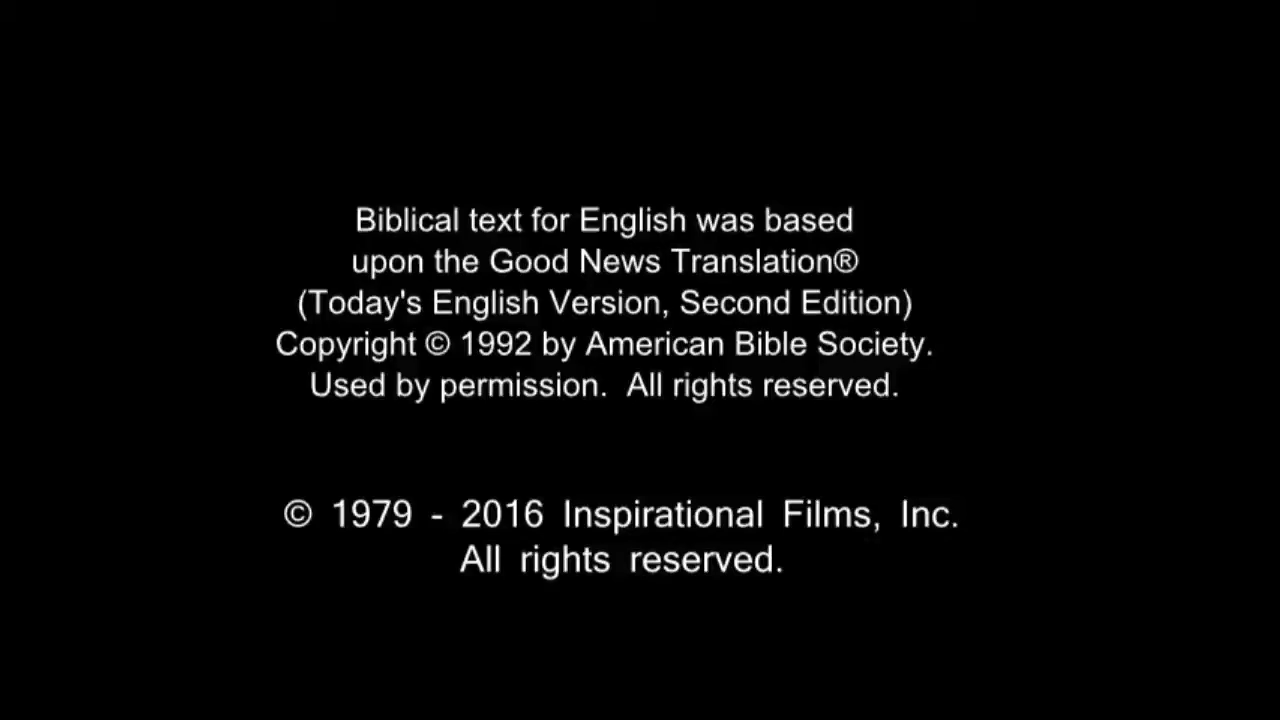 Biblical text for English was based
upon the Good News Translation®
(Today's English Version, Second Edition)
Copyright © 1992 by American Bible Society.
Used by permission.  All rights reserved.
© 1979 - 2016 Inspirational Films, Inc.
All rights reserved.